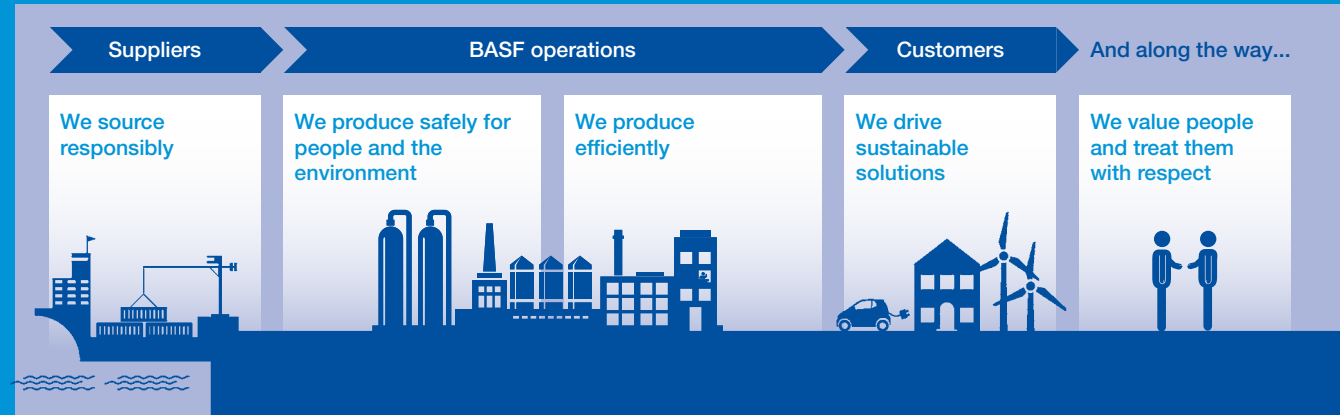 Suppliers
BASF operations
Customers
And along the way...
We source
responsibly
We produce safely for
people and the
environment
We produce
efficiently
We drive
sustainable
solutions
We value people
and treat them
with respect